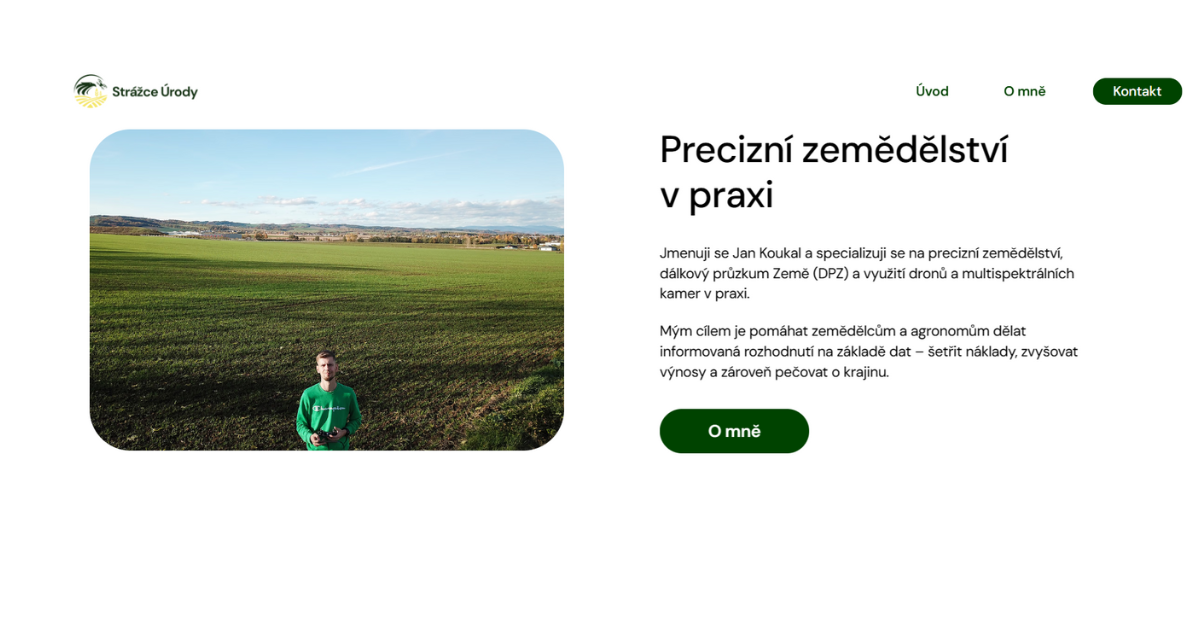 Strážce Úrody
Úvod
O mně
Kontakt
Precizní zemědělství
v praxi
Jmenuji se Jan Koukal a specializuji se na precizní zemědělství,
dálkový průzkum Země (DPZ) a využití dronů a multispektrálních
kamer v praxi.
Mým cílem je pomáhat zemědělcům a agronomům dělat
informovaná rozhodnutí na základě dat – šetřit náklady, zvyšovat
výnosy a zároveň pečovat o krajinu.
Champion
O mně